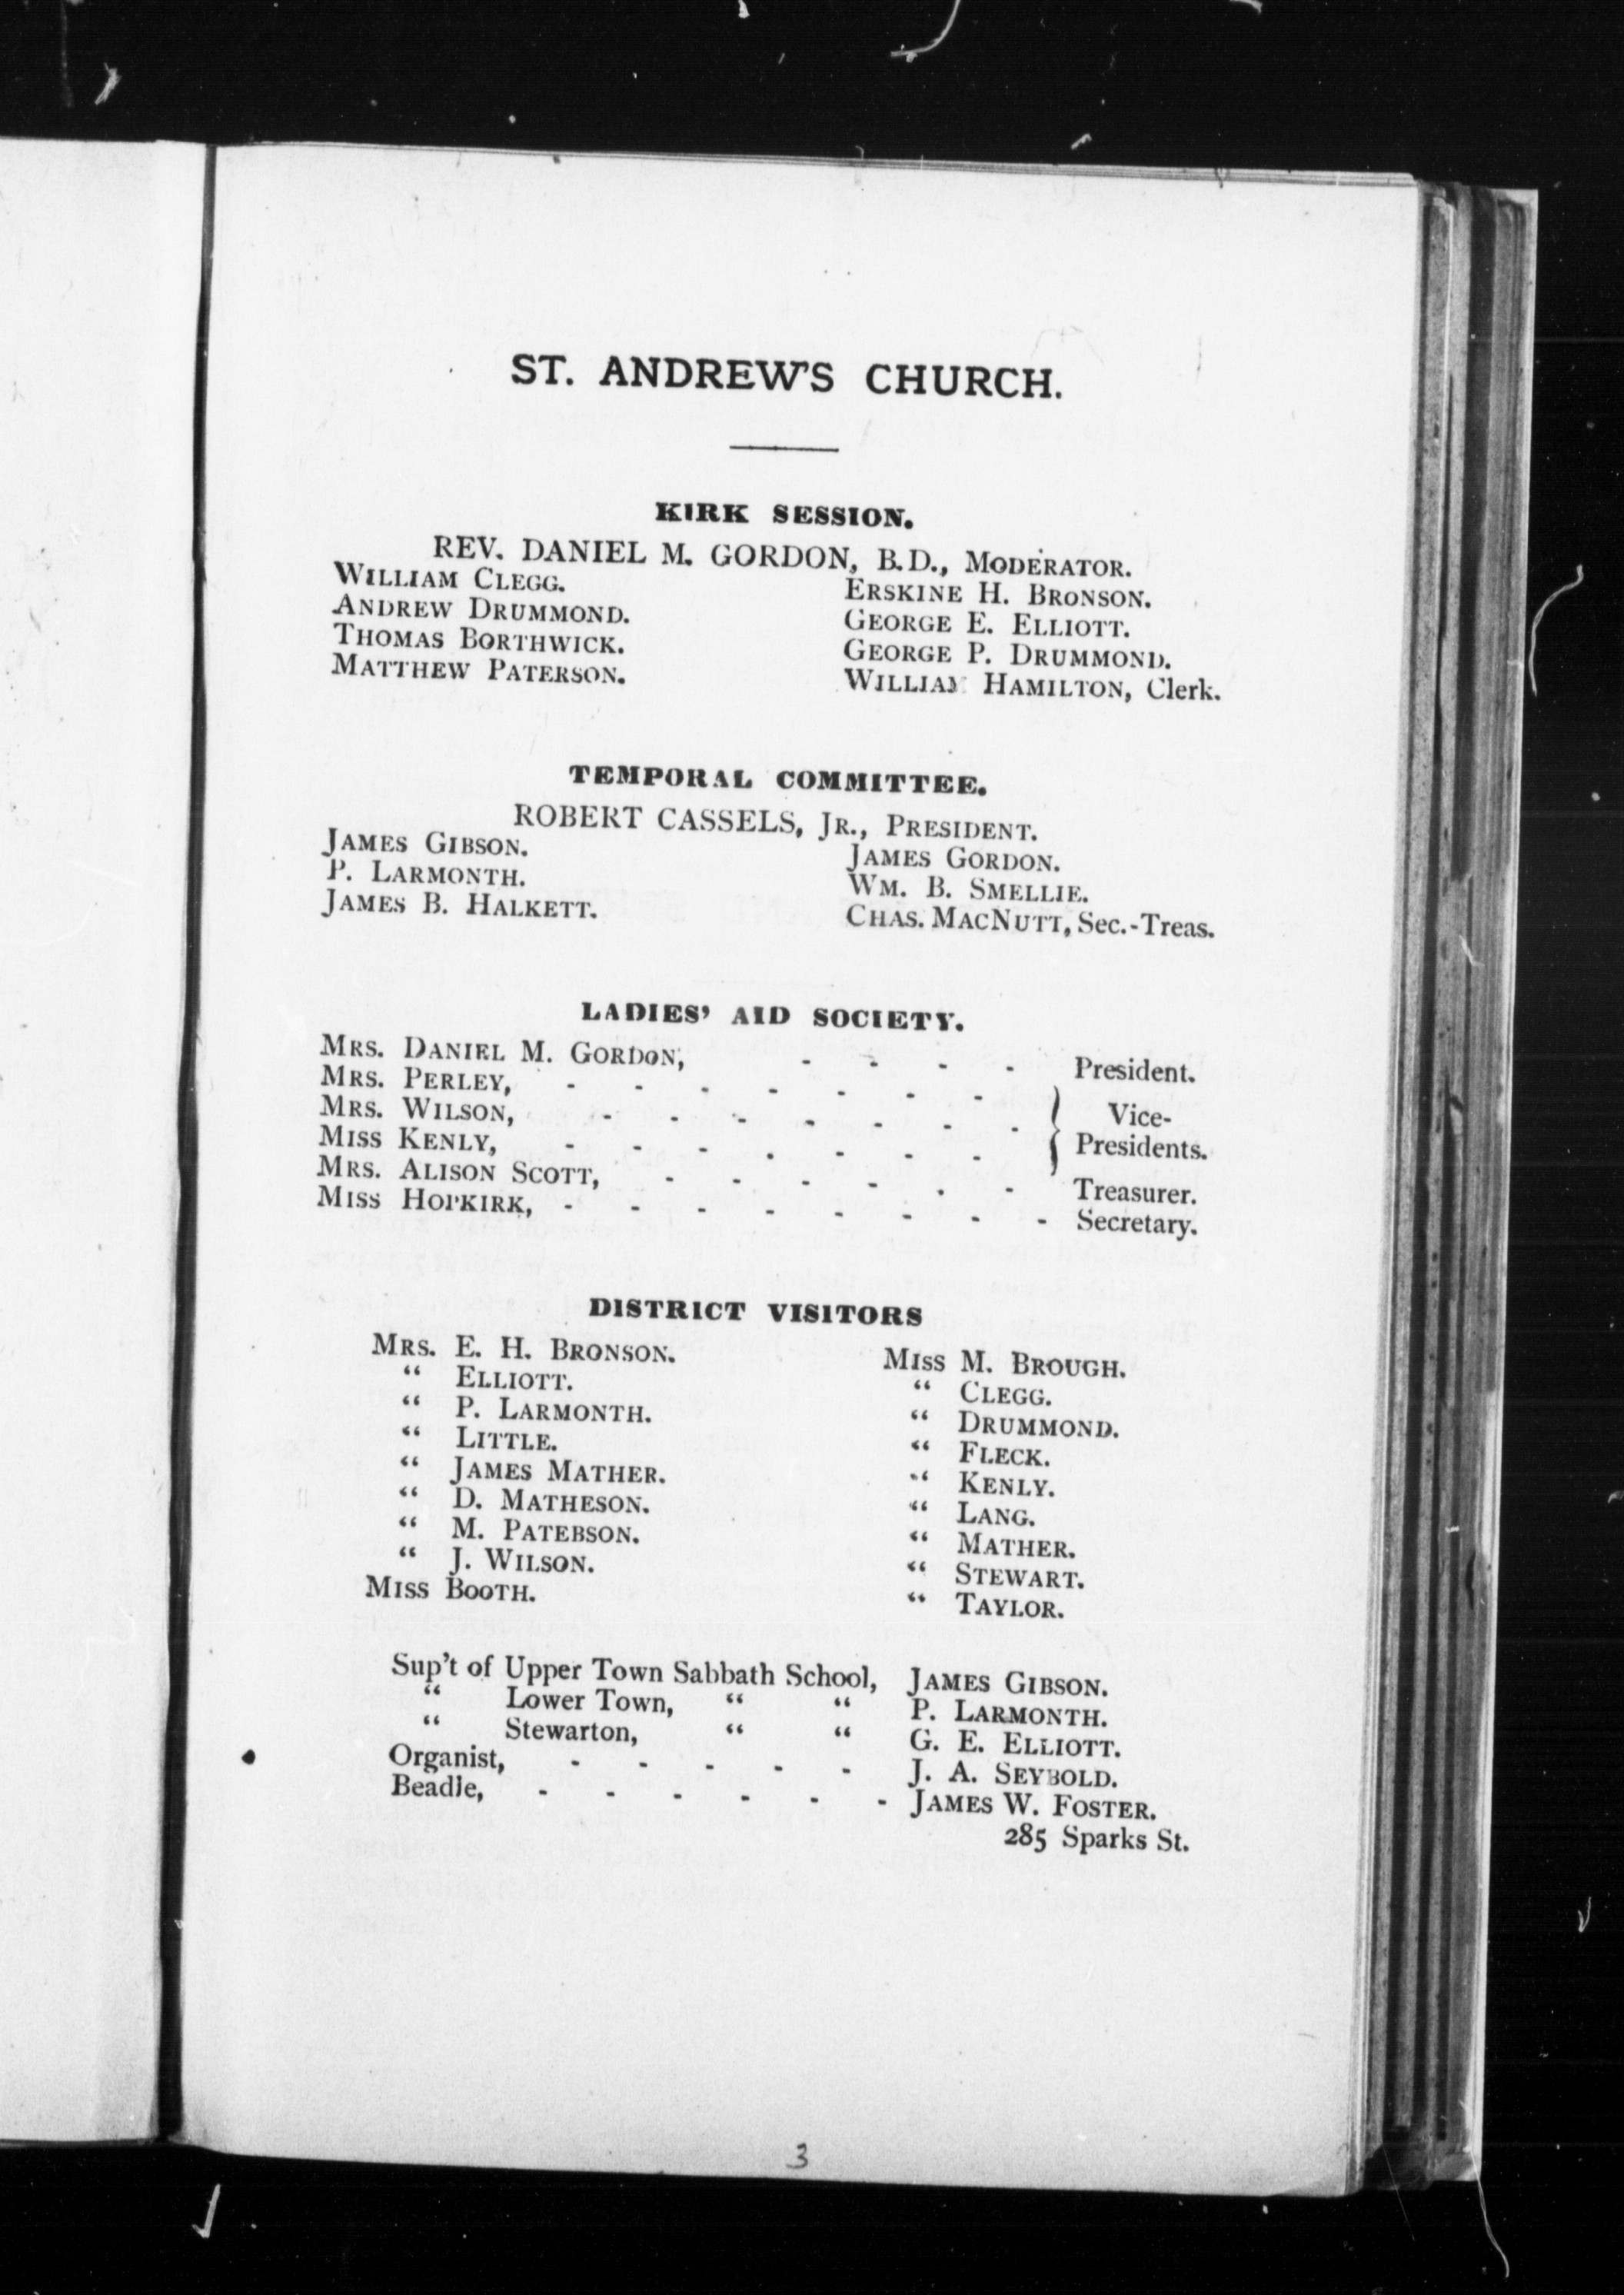 ST. ANDREW'S CHURCH.
KIRK SESSION.
REV. DANIEL M. GORDON, B.D., MODERATOR.
WILLIAM CLEGG. ERSKINE H. BRONSON.
ANDREW DRUMMOND. GEORGE E. ELLIOTT.
THOMAS BORTHWICK. GEORGE P. DRUMMOND.
MATTHEW PATERSON. WILLIAM HAMILTON, Clerk.
TEMPORAL COMMITTEE.
ROBERT CASSELS, JR., PRESIDENT.
JAMES GIBSON. JAMES GORDON.
P. LARMONTH. WM. B. SMELLIE.
JAMES B. HALKETT. CHAS. MACNUTT, Sec.-Treas.
LADIES' AID SOCIETY.
MRS. DANIEL M. GORDON, - - - - President.
MRS. PERLEY, - - - - - - -
MRS. WILSON, - - - - - - - } Vice-
MISS KENLY, - - - - - - - Presidents.
MRS. ALISON SCOTT, - - - - - - Treasurer.
MISS HOPKIRK, - - - - - - - - Secretary.
DISTRICT VISITORS
MRS. E. H. BRONSON. MISS M. BROUGH.
“ ELLIOTT. “ CLEGG.
“ P. LARMONTH. “ DRUMMOND.
“ LITTLE. “ FLECK.
“ JAMES MATHER. “ KENLY.
“ D. MATHESON. “ LANG.
“ M. PATEBSON. “ MATHER.
“ J. WILSON. “ STEWART.
MISS BOOTH. “ TAYLOR.
Sup't of Upper Town Sabbath School, JAMES GIBSON.
“ Lower Town, “ “ P. LARMONTH.
“ Stewarton, “ “ G. E. ELLIOTT.
Organist, - - - - - J. A. SEYBOLD.
Beadle, - - - - - - JAMES W. FOSTER.
285 Sparks St.
3